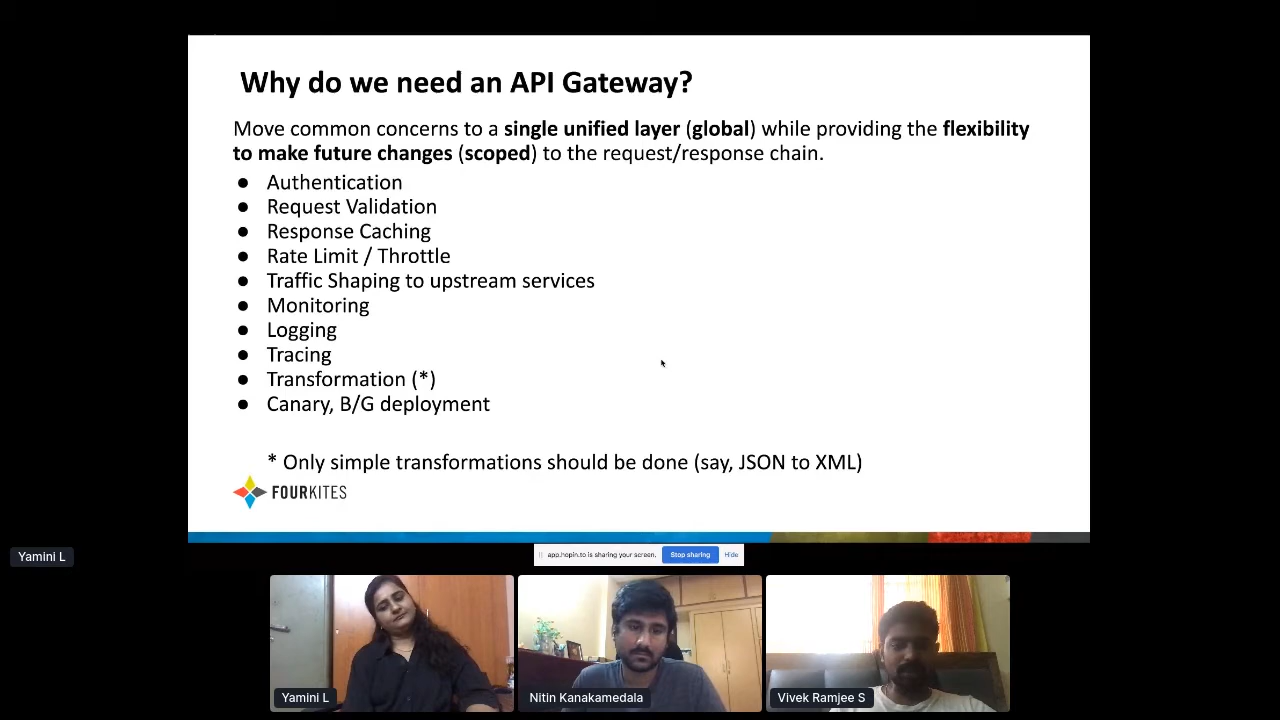 Why do we need an API Gateway?
Move common concerns to a single unified layer (global) while providing the flexibility
to make future changes (scoped) to the request/response chain.
● Authentication
● Request Validation
● Response Caching
● Rate Limit / Throttle
● Traffic Shaping to upstream services
● Monitoring
● Logging
● Tracing
● Transformation (*)
● Canary, B/G deployment
* Only simple transformations should be done (say, JSON to XML)
FOURKITES
Yamini L
app.hopin.to is sharing your screen. Stop sharing Hide
Yamini L
Nitin Kanakamedala
Vivek Ramjee S